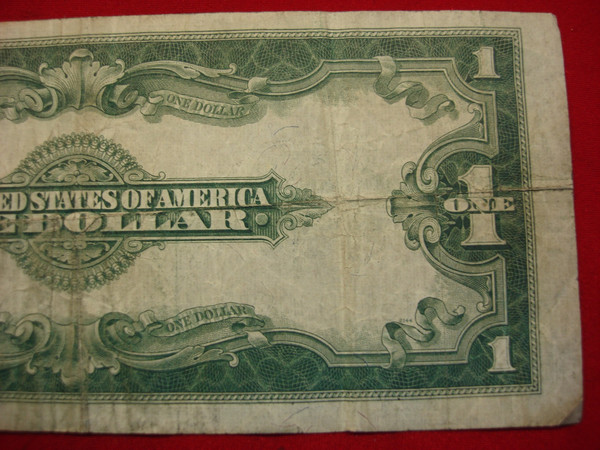 1
ONE DOLLAR
ED STATES OF AMERICA
E DOLLAR
1
ONE
ONE DOLLAR
1